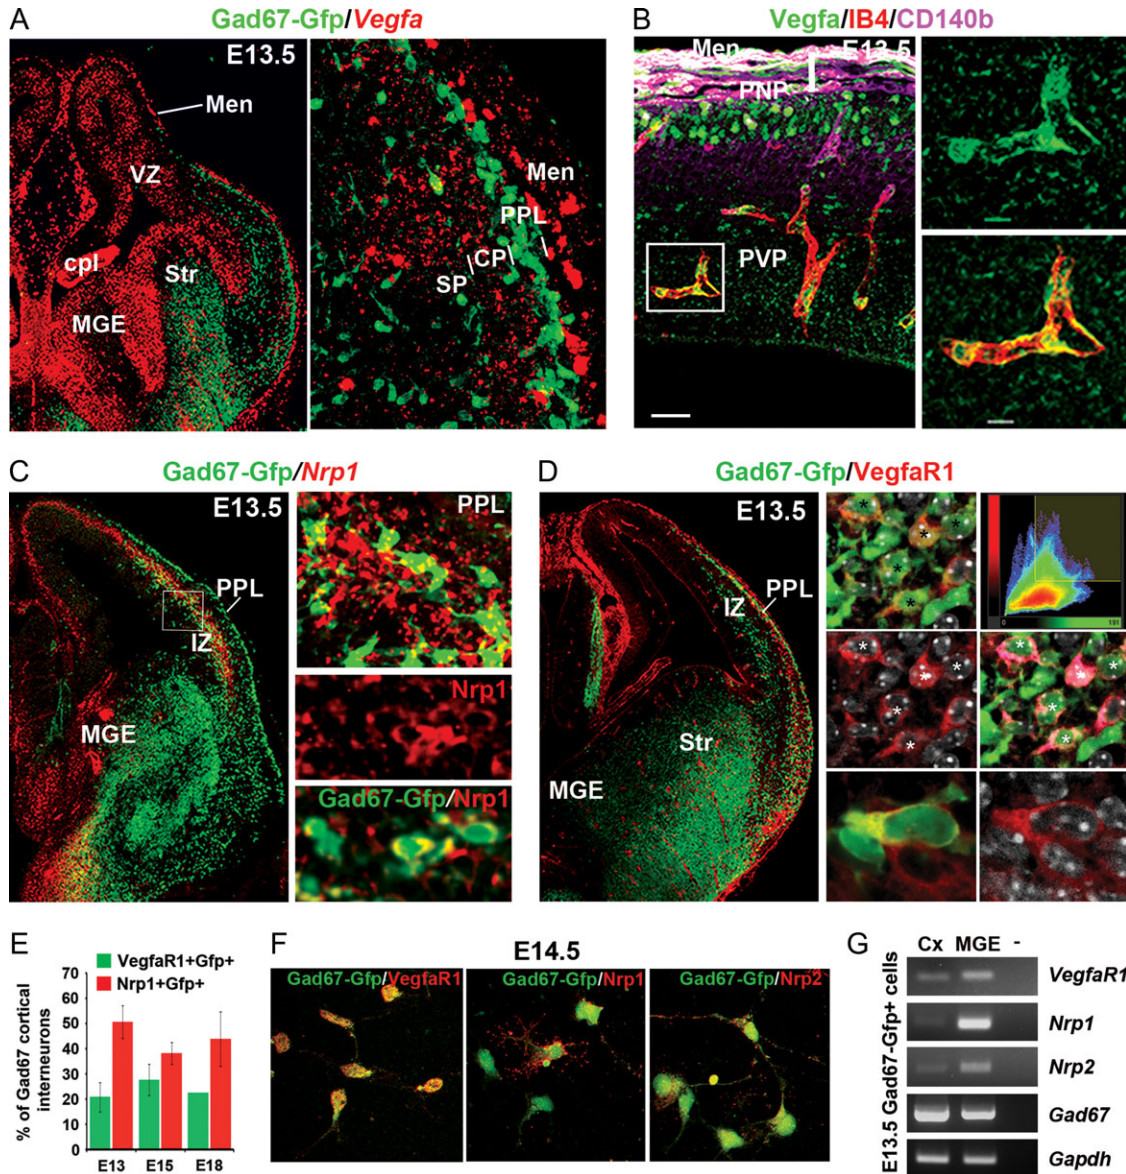 A
Gad67-Gfp/Vegfa
E13.5
Men
VZ
cpl
Str
MGE
Men
PPL
CP
SP
B
Vegfa/IB4/CD140b
Men
E13.5
PNP
PVP
C
Gad67-Gfp/Nrp1
E13.5
PPL
IZ
MGE
PPL
Nrp1
Gad67-Gfp/Nrp1
D
Gad67-Gfp/VegfaR1
E13.5
PPL
IZ
Str
MGE
* * * * *
0 191
* * * * *
* * * * *
E
VegfaR1+Gfp+
Nrp1+Gfp+
% of Gad67 cortical
interneurons
70
60
50
40
30
20
10
0
E13 E15 E18
F
E14.5
Gad67-Gfp/VegfaR1
Gad67-Gfp/Nrp1
Gad67-Gfp/Nrp2
G
E13.5 Gad67-Gfp+ cells
Cx MGE -
VegfaR1
Nrp1
Nrp2
Gad67
Gapdh